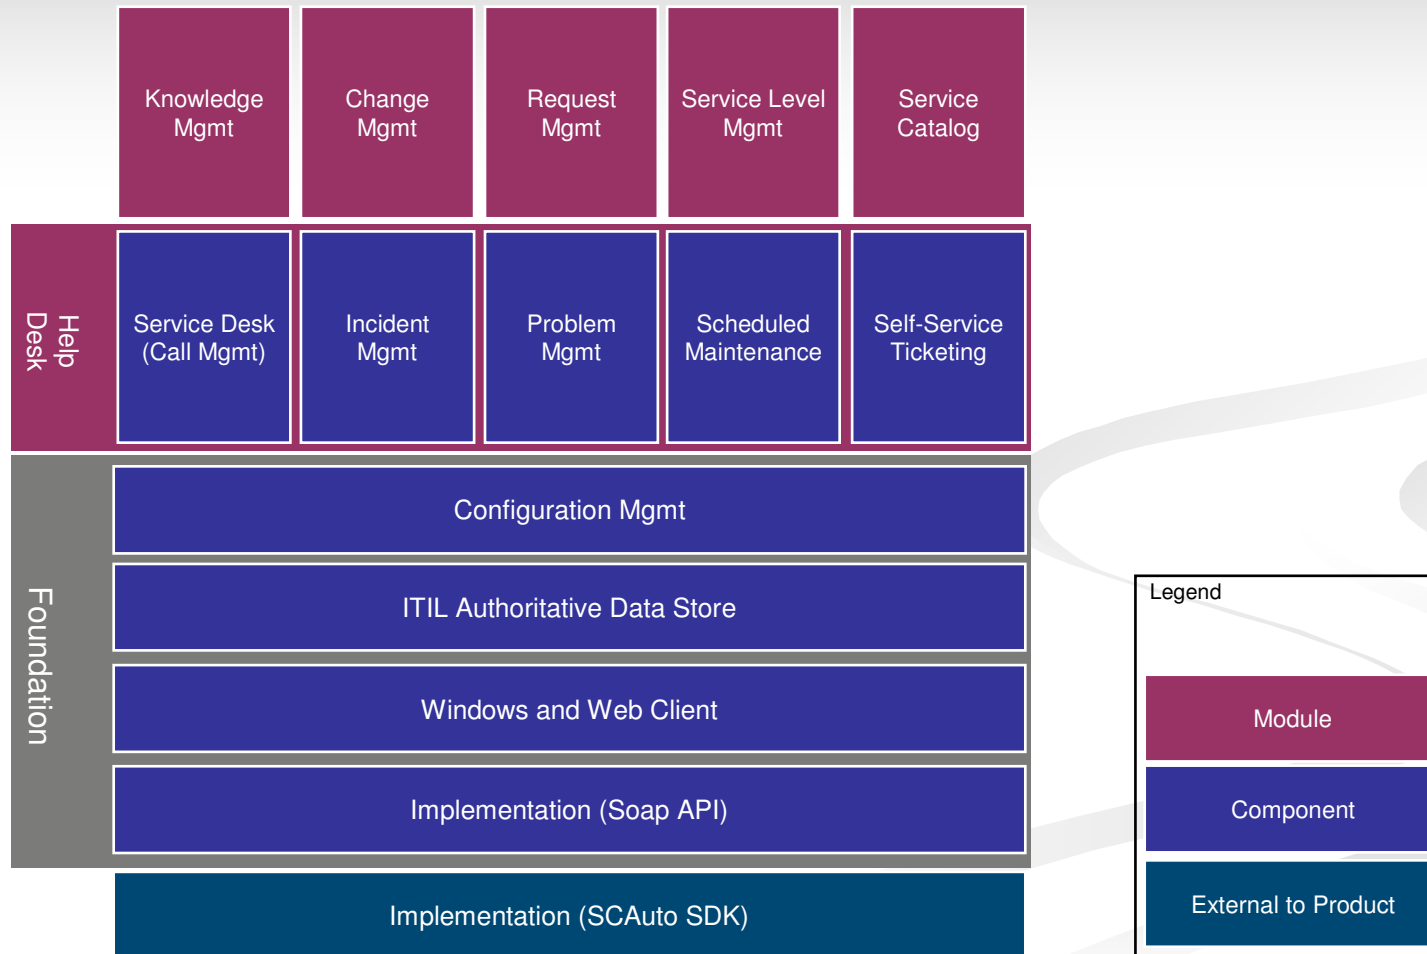 Knowledge
Mgmt
Change
Mgmt
Request
Mgmt
Service Level
Mgmt
Service
Catalog
Help
Desk
Service Desk
(Call Mgmt)
Incident
Mgmt
Problem
Mgmt
Scheduled
Maintenance
Self-Service
Ticketing
Foundation
Configuration Mgmt
ITIL Authoritative Data Store
Windows and Web Client
Implementation (Soap API)
Implementation (SCAuto SDK)
Legend
Module
Component
External to Product